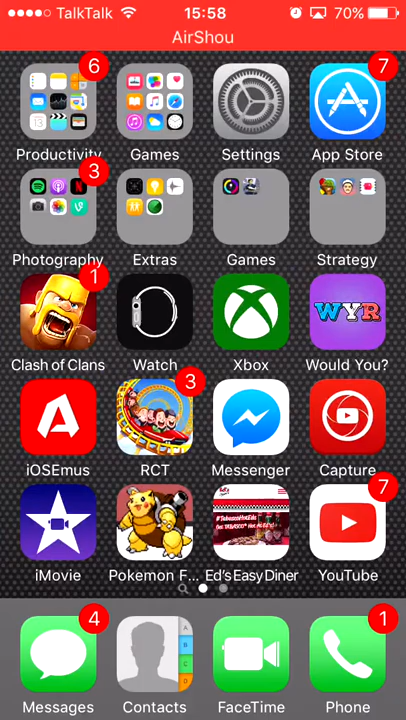 TalkTalk 15:58 70%
AirShou
6 7
Productivity Games Settings App Store
3
Photography Extras Games Strategy
1
WYR
Clash of Clans Watch Xbox Would You?
3
iOSEmus RCT Messenger Capture
7
iMovie Pokemon F... Ed's Easy Diner YouTube
4 1
Messages Contacts FaceTime Phone